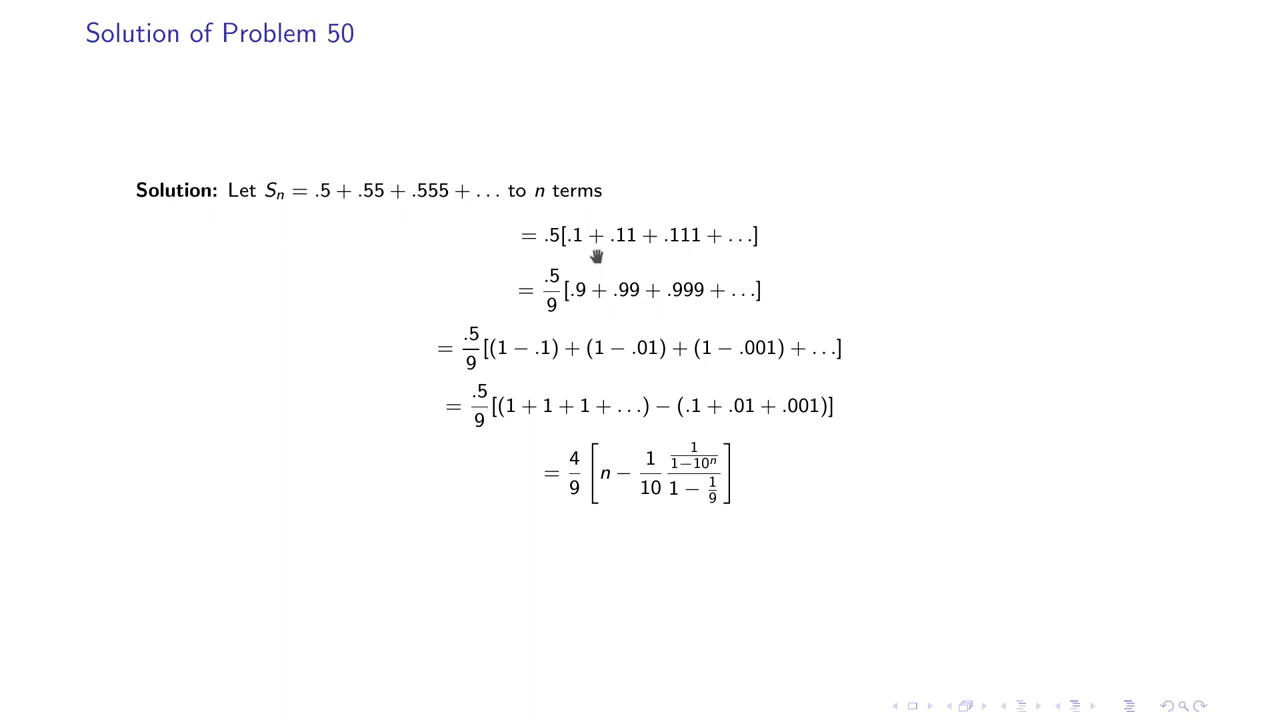 Solution of Problem 50
Solution: Let Sₙ = .5 + .55 + .555 + ... to n terms
= .5[.1 + .11 + .111 + ...]
= .5/9 [.9 + .99 + .999 + ...]
= .5/9 [(1 − .1) + (1 − .01) + (1 − .001) + ...]
= .5/9 [(1 + 1 + 1 + ...) − (.1 + .01 + .001)]
= 4/9 [n − 1/10 (1/(1−10ⁿ))/(1 − 1/9)]